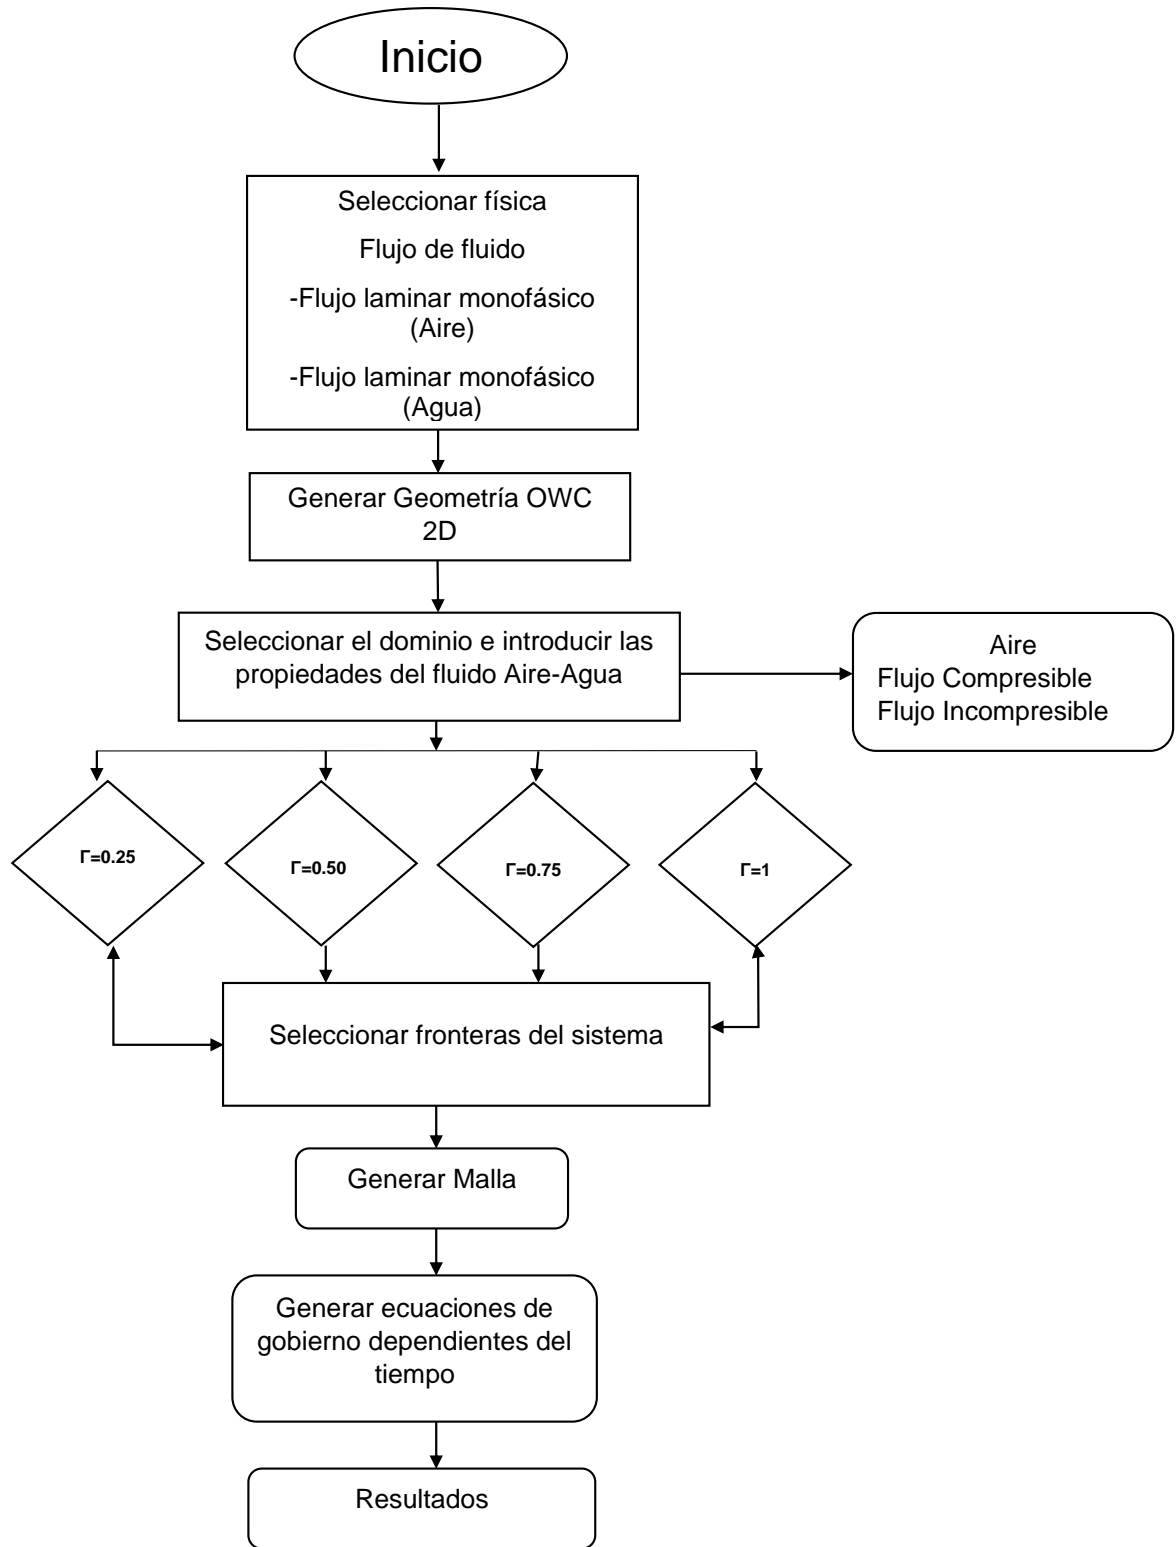 Inicio
Seleccionar física
Flujo de fluido
-Flujo laminar monofásico
(Aire)
-Flujo laminar monofásico
(Agua)
Generar Geometría OWC
2D
Seleccionar el dominio e introducir las
propiedades del fluido Aire-Agua
Aire
Flujo Compresible
Flujo Incompresible
Γ=0.25
Γ=0.50
Γ=0.75
Γ=1
Seleccionar fronteras del sistema
Generar Malla
Generar ecuaciones de
gobierno dependientes del
tiempo
Resultados